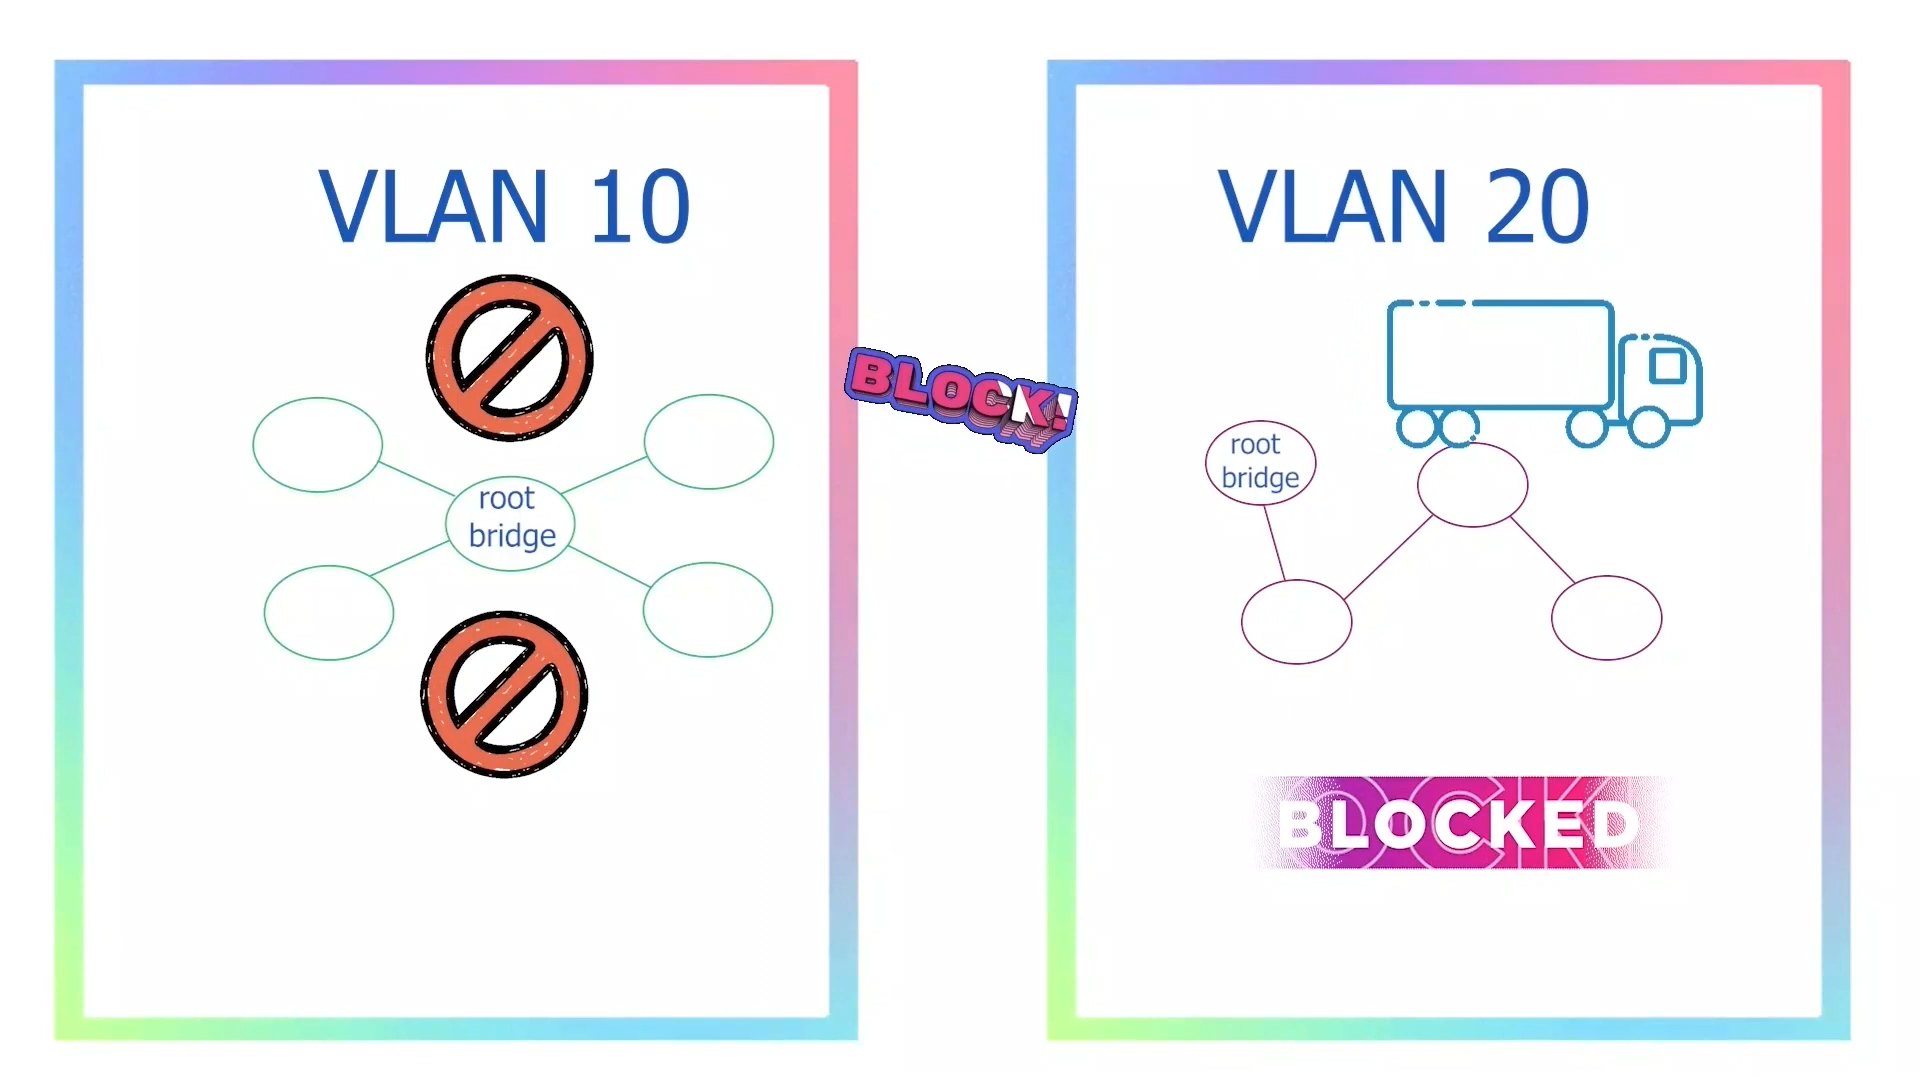 VLAN 10
root
bridge
BLOCK!
VLAN 20
root
bridge
BLOCKED